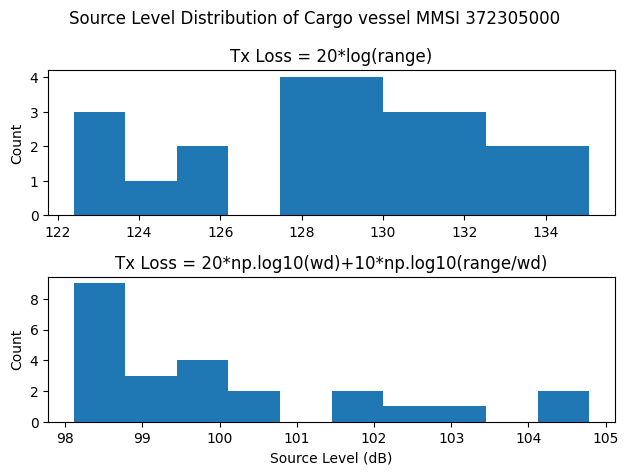 Source Level Distribution of Cargo vessel MMSI 372305000
Tx Loss = 20*log(range)
4
3
2
1
0
Count
122 124 126 128 130 132 134
Tx Loss = 20*np.log10(wd)+10*np.log10(range/wd)
8
6
4
2
0
Count
98 99 100 101 102 103 104 105
Source Level (dB)